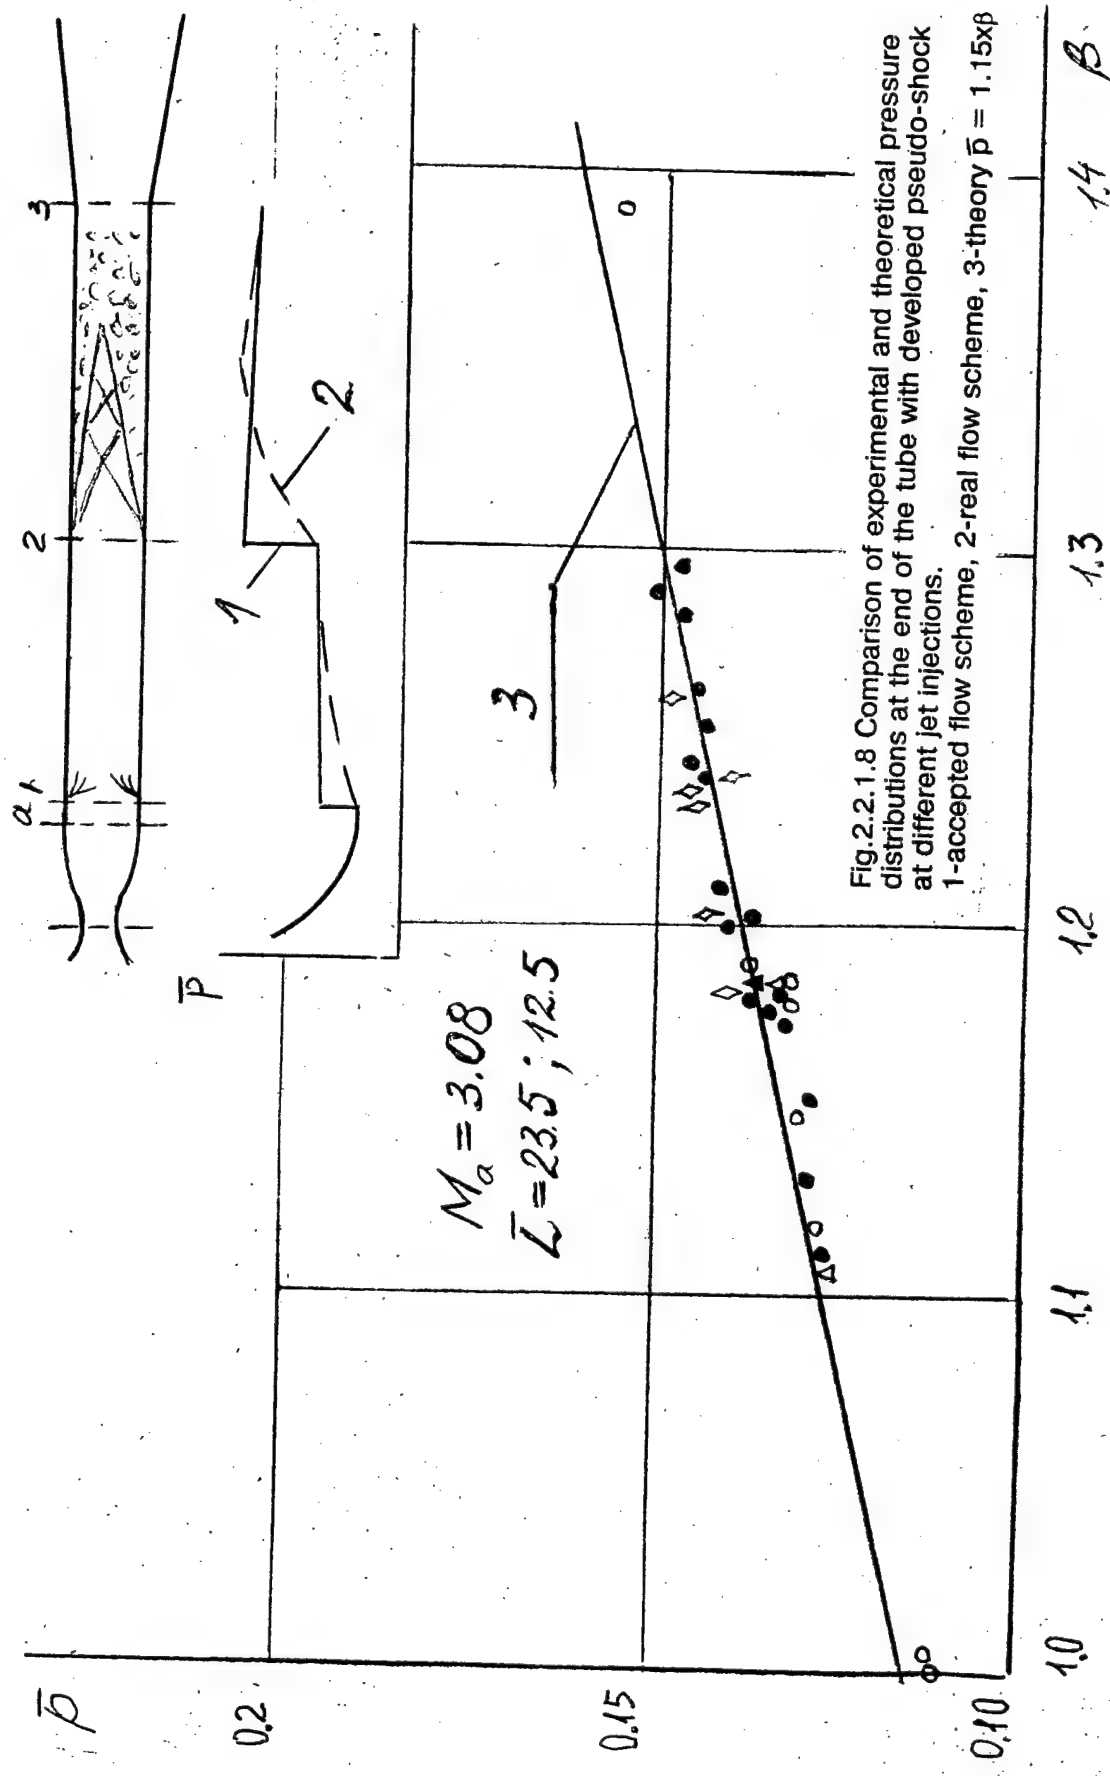 a
1
2
3
P̄
1
2
p̄
M_a = 3.08
L̄ = 23.5 ; 12.5
3
0.2
0.15
0.10
1.0
1.1
1.2
1.3
1.4
β
Fig.2.2.1.8 Comparison of experimental and theoretical pressure
distributions at the end of the tube with developed pseudo-shock
at different jet injections.
1-accepted flow scheme, 2-real flow scheme, 3-theory p̄ = 1.15xβ